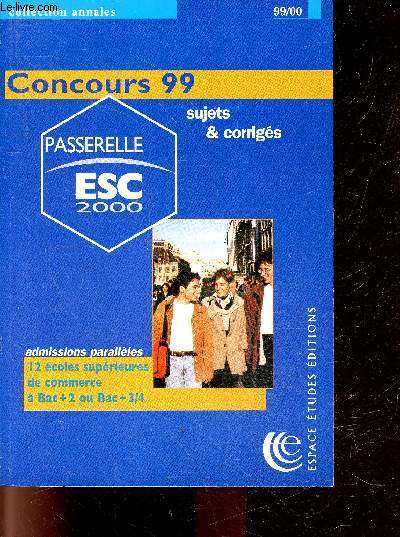 Le-livre.com
collection annales
99/00
Concours 99
sujets
& corrigés
PASSERELLE
ESC
2000
admissions parallèles
12 écoles supérieures
de commerce
à Bac + 2 ou Bac + 3/4
ESPACE ÉTUDES ÉDITIONS